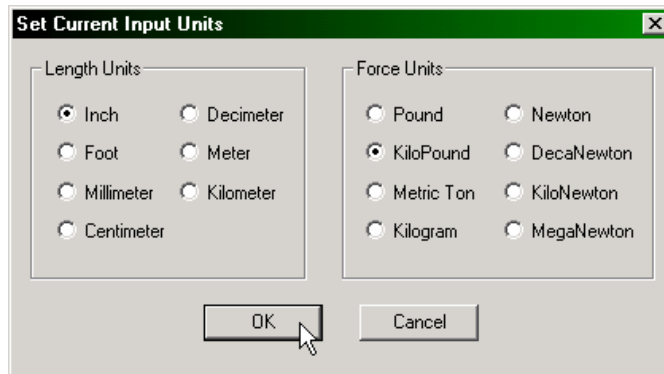 Set Current Input Units
Length Units
Inch
Decimeter
Foot
Meter
Millimeter
Kilometer
Centimeter
Force Units
Pound
Newton
KiloPound
DecaNewton
Metric Ton
KiloNewton
Kilogram
MegaNewton
OK
Cancel